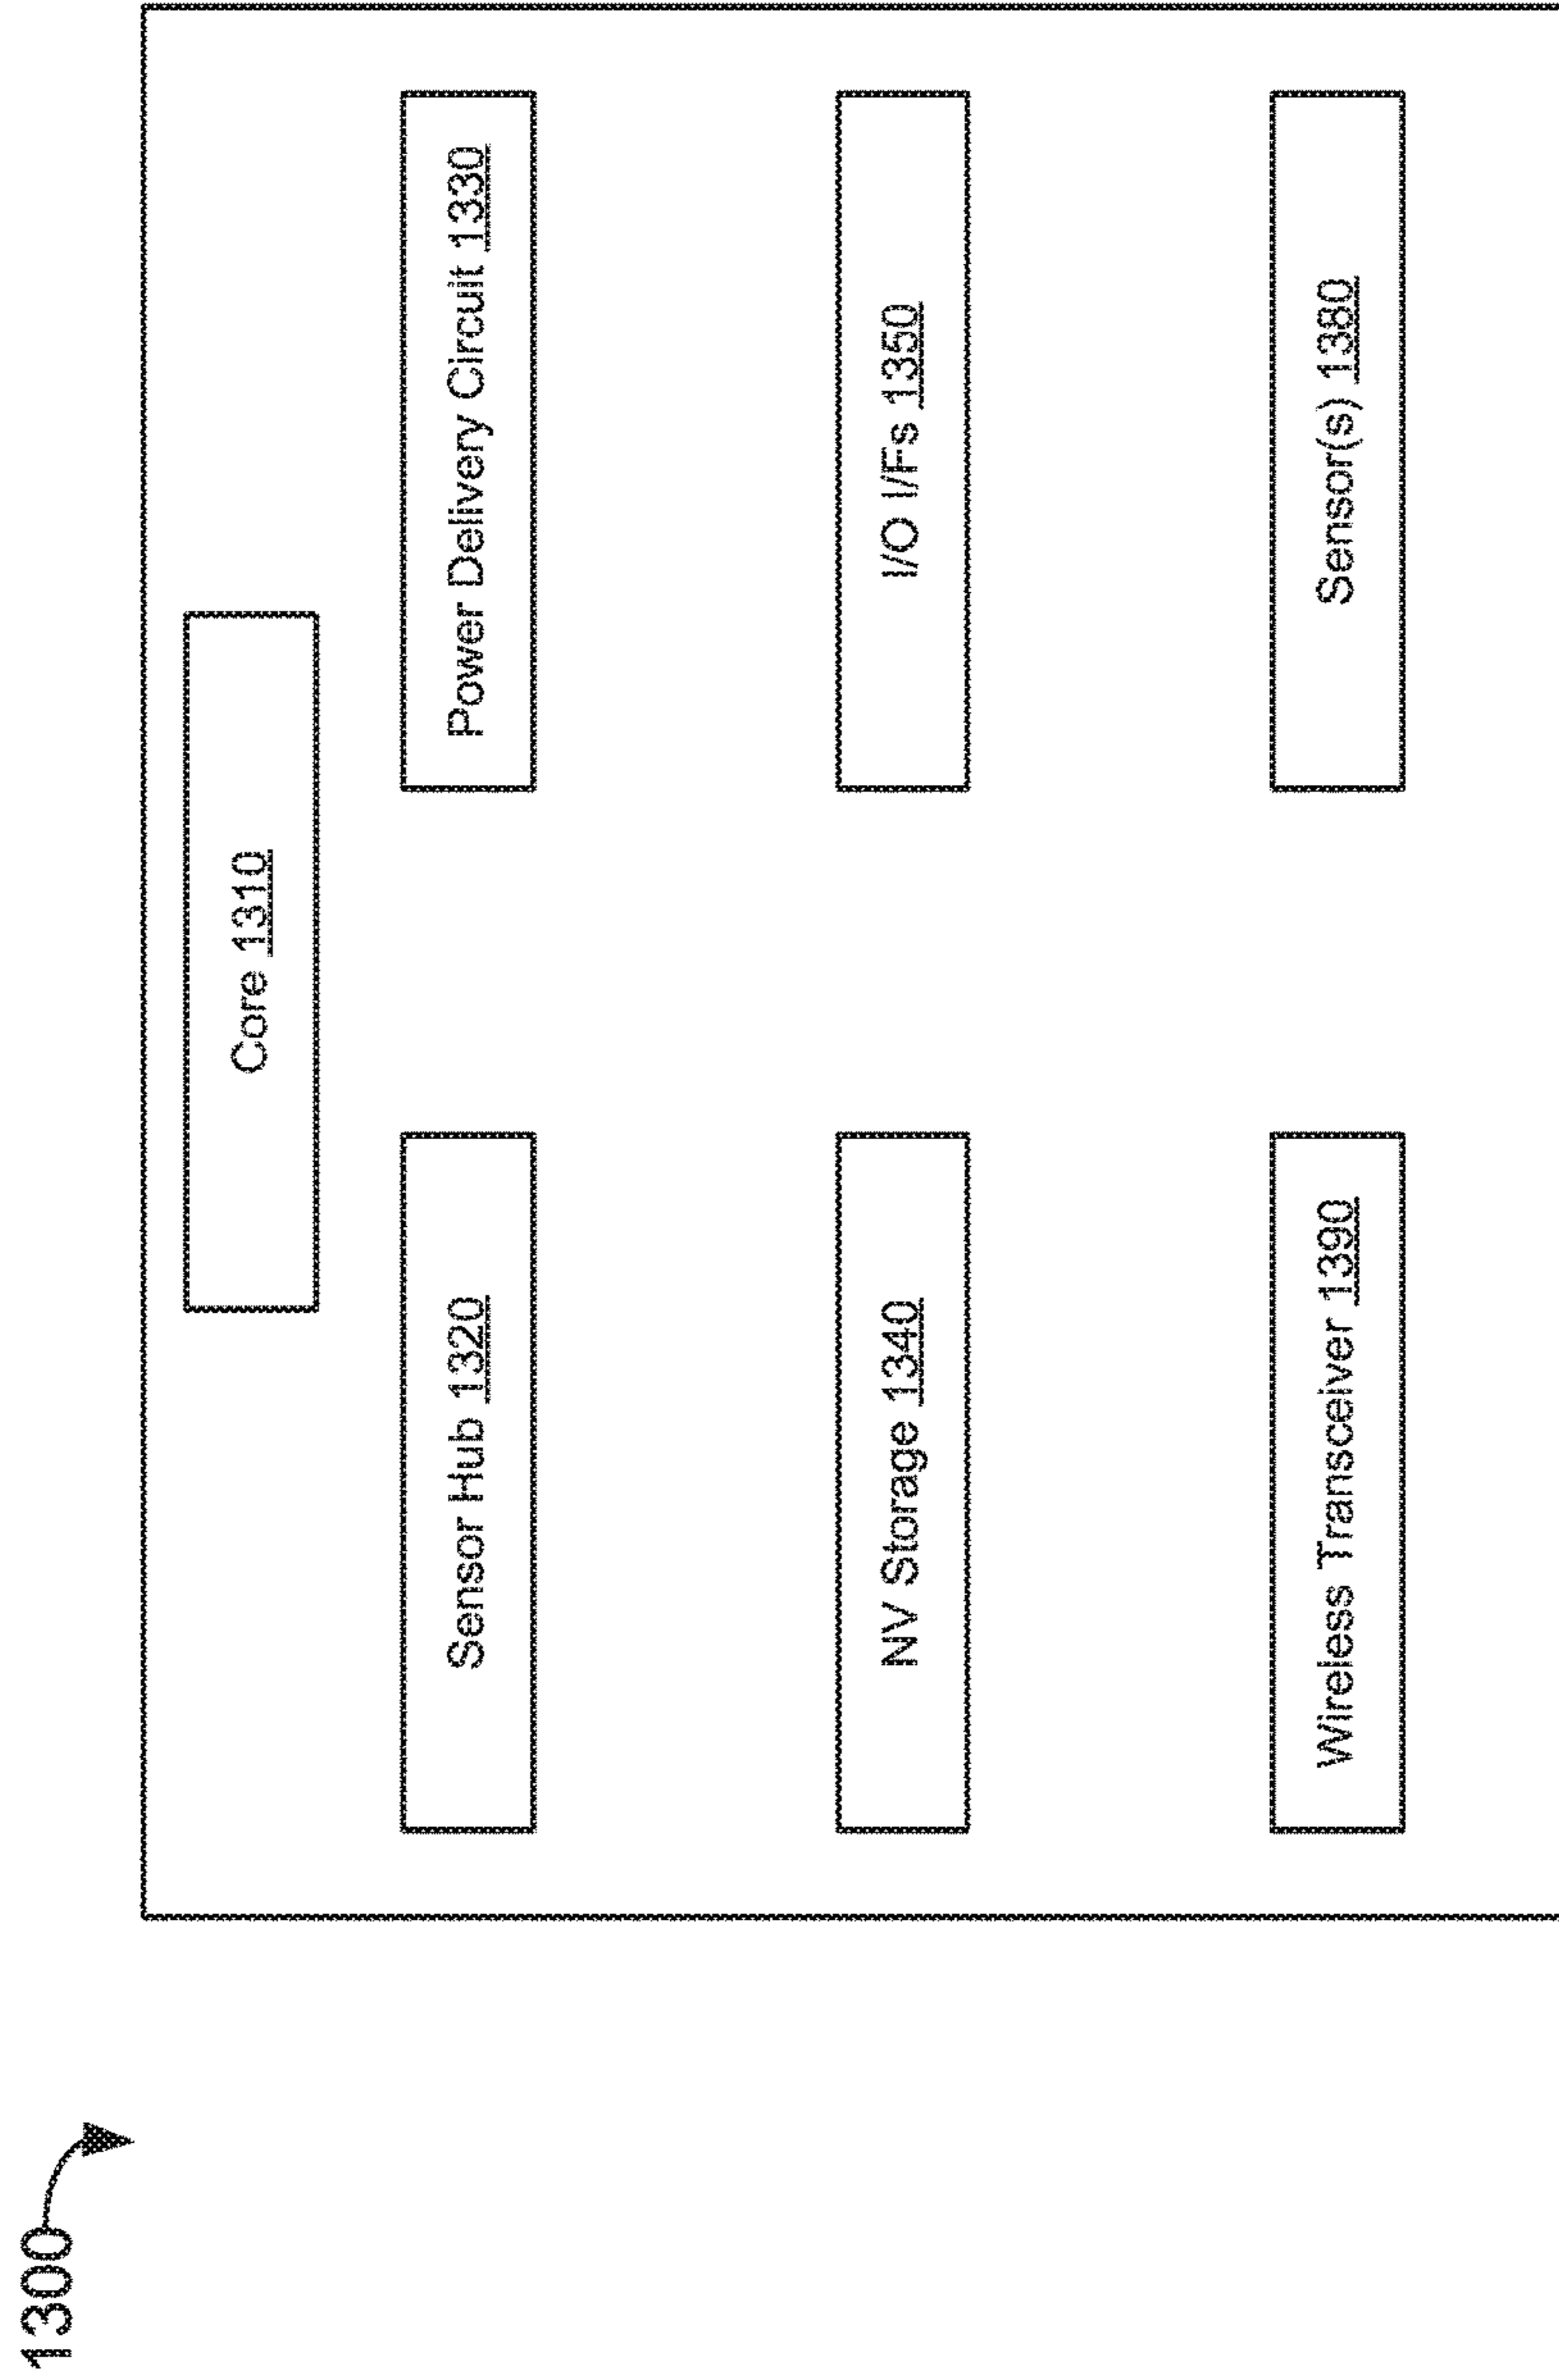 1300
Core 1310
Sensor Hub 1320
Power Delivery Circuit 1330
NV Storage 1340
I/O I/Fs 1350
Wireless Transceiver 1390
Sensor(s) 1380